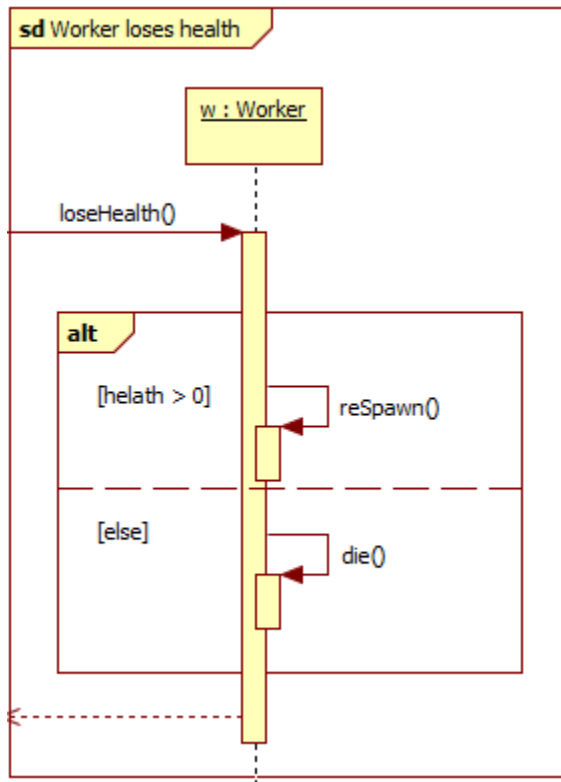 sd Worker loses health
w : Worker
loseHealth()
alt
[helath > 0]
reSpawn()
[else]
die()